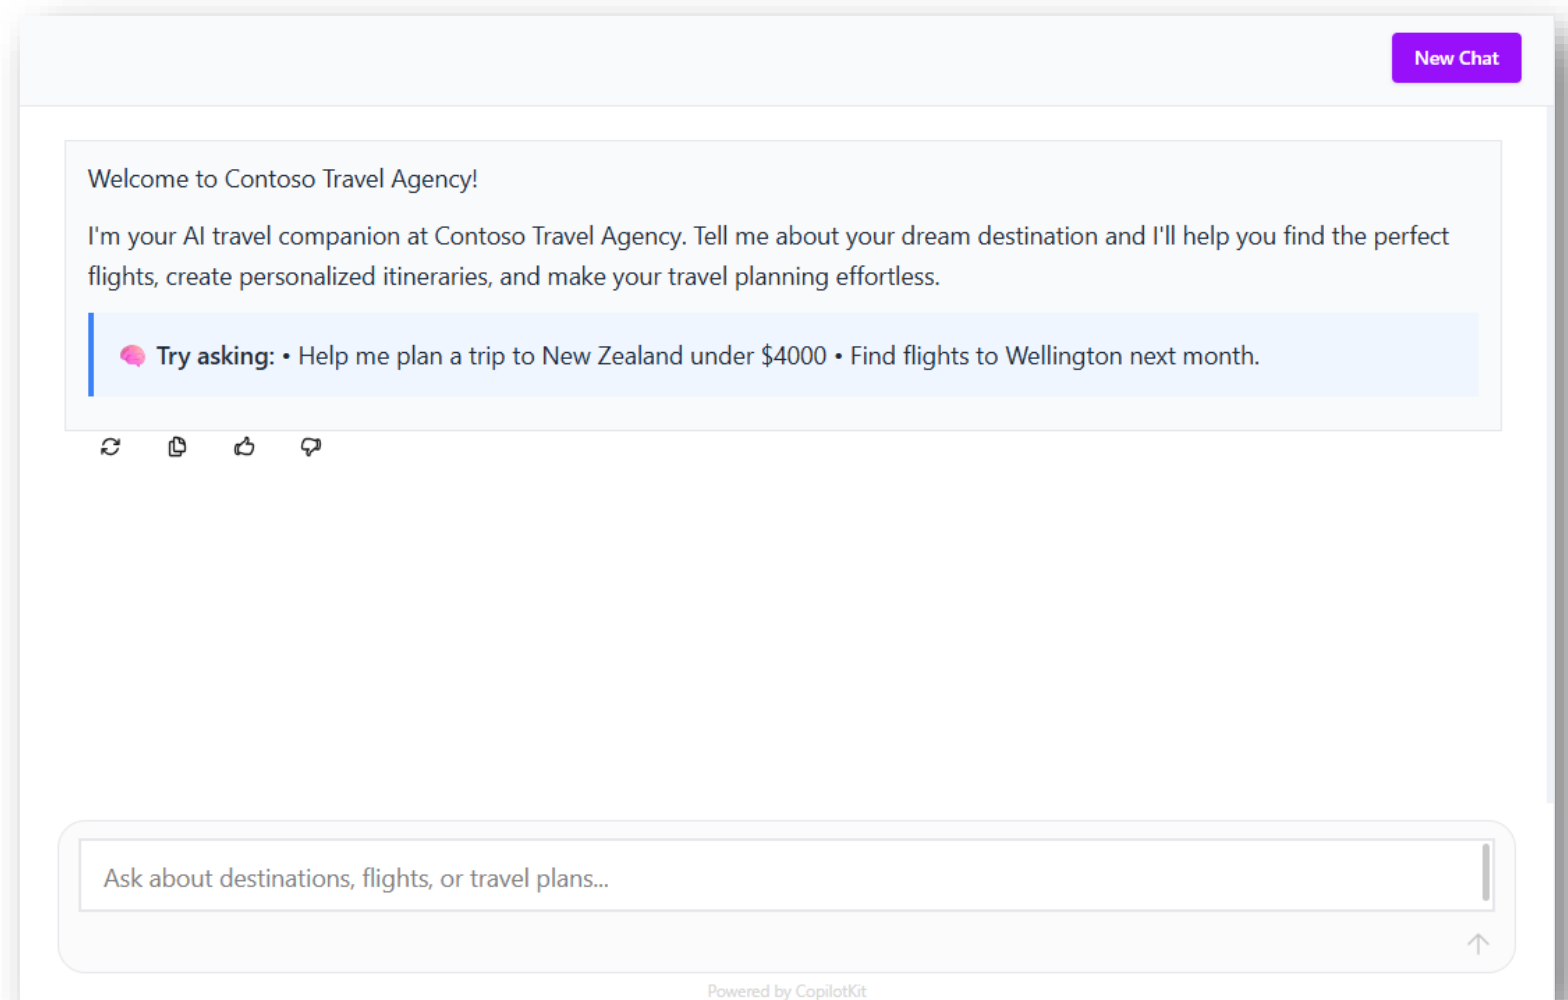 New Chat
Welcome to Contoso Travel Agency!
I'm your AI travel companion at Contoso Travel Agency. Tell me about your dream destination and I'll help you find the perfect
flights, create personalized itineraries, and make your travel planning effortless.
🧠 Try asking: • Help me plan a trip to New Zealand under $4000 • Find flights to Wellington next month.
Ask about destinations, flights, or travel plans...
Powered by CopilotKit